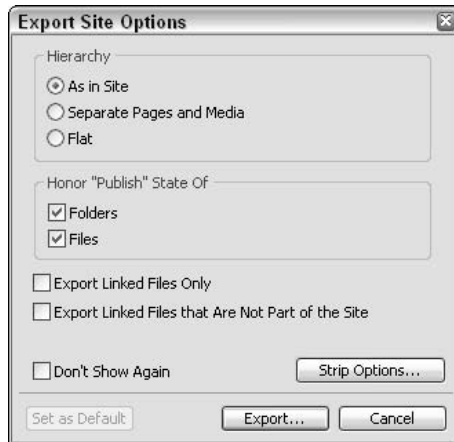 Export Site Options
Hierarchy
As in Site
Separate Pages and Media
Flat
Honor "Publish" State Of
Folders
Files
Export Linked Files Only
Export Linked Files that Are Not Part of the Site
Don't Show Again
Strip Options...
Set as Default
Export...
Cancel